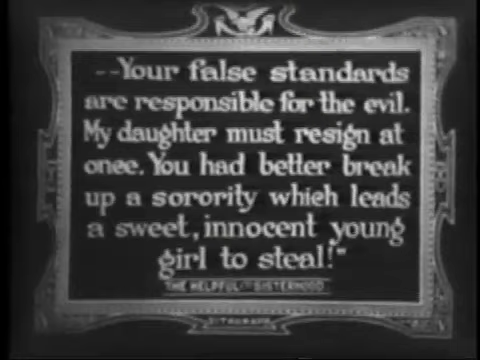 --Your false standards
are responsible for the evil.
My daughter must resign at
once. You had better break
up a sorority which leads
a sweet, innocent young
girl to steal!"
THE HELPFUL SISTERHOOD
VITAGRAPH